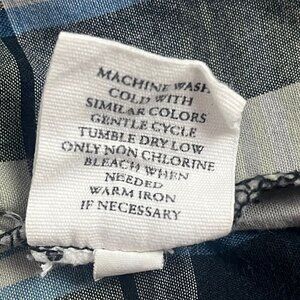 MACHINE WASH
COLD WITH
SIMILAR COLORS
GENTLE CYCLE
TUMBLE DRY LOW
ONLY NON CHLORINE
BLEACH WHEN
NEEDED
WARM IRON
IF NECESSARY